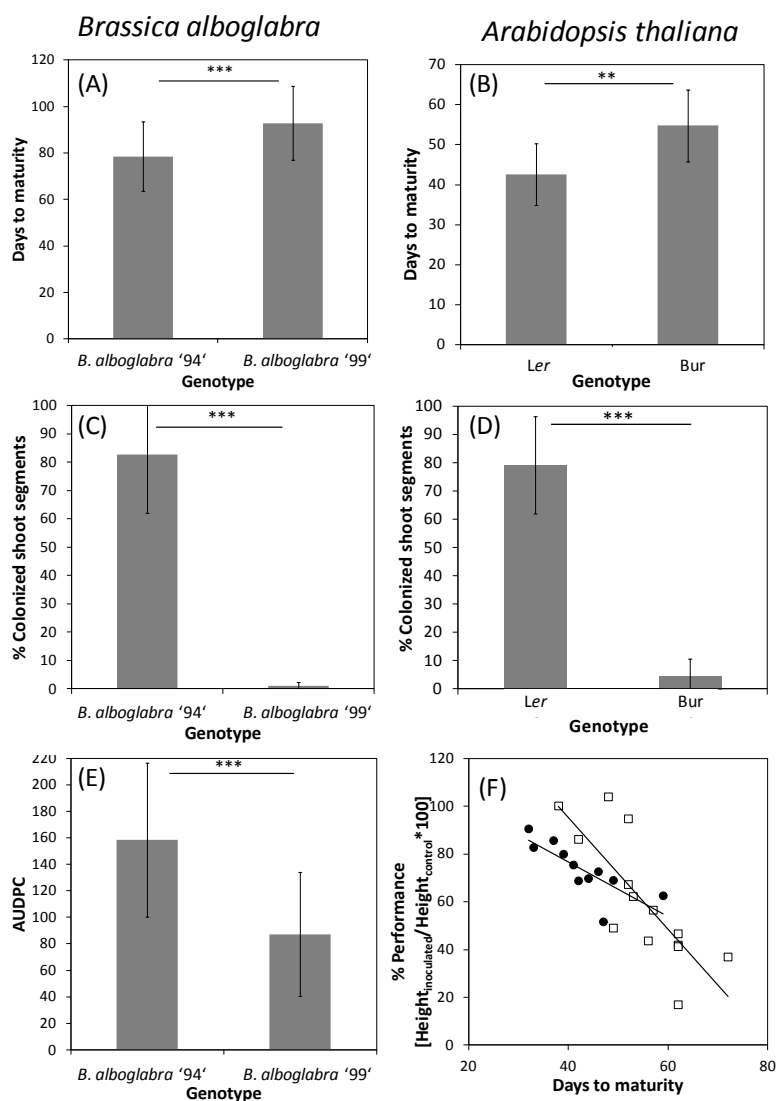 Brassica alboglabra
Arabidopsis thaliana
(A)
***
120
100
80
60
40
20
0
Days to maturity
B. alboglabra ‘94‘
B. alboglabra ‘99‘
Genotype
(B)
**
70
60
50
40
30
20
10
0
Days to maturity
Ler
Bur
Genotype
(C)
***
100
90
80
70
60
50
40
30
20
10
0
% Colonized shoot segments
B. alboglabra ‘94‘
B. alboglabra ‘99‘
Genotype
(D)
***
100
90
80
70
60
50
40
30
20
10
0
% Colonized shoot segments
Ler
Bur
Genotype
(E)
***
220
200
180
160
140
120
100
80
60
40
20
0
AUDPC
B. alboglabra ‘94‘
B. alboglabra ‘99‘
Genotype
(F)
120
100
80
60
40
20
0
% Performance
[Height inoculated/Height control*100]
20
40
60
80
Days to maturity